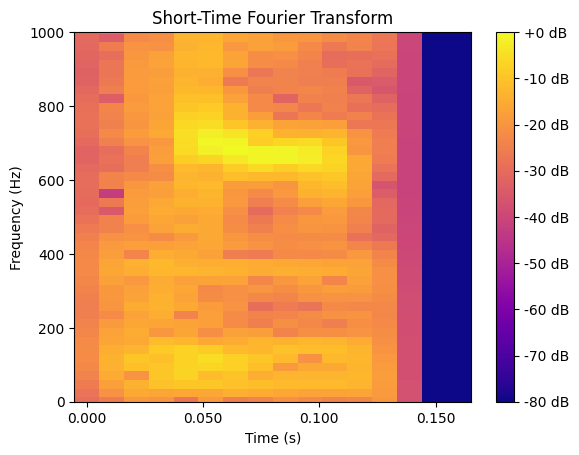 Short-Time Fourier Transform
1000
800
600
400
200
0
Frequency (Hz)
0.000
0.050
0.100
0.150
Time (s)
+0 dB
-10 dB
-20 dB
-30 dB
-40 dB
-50 dB
-60 dB
-70 dB
-80 dB